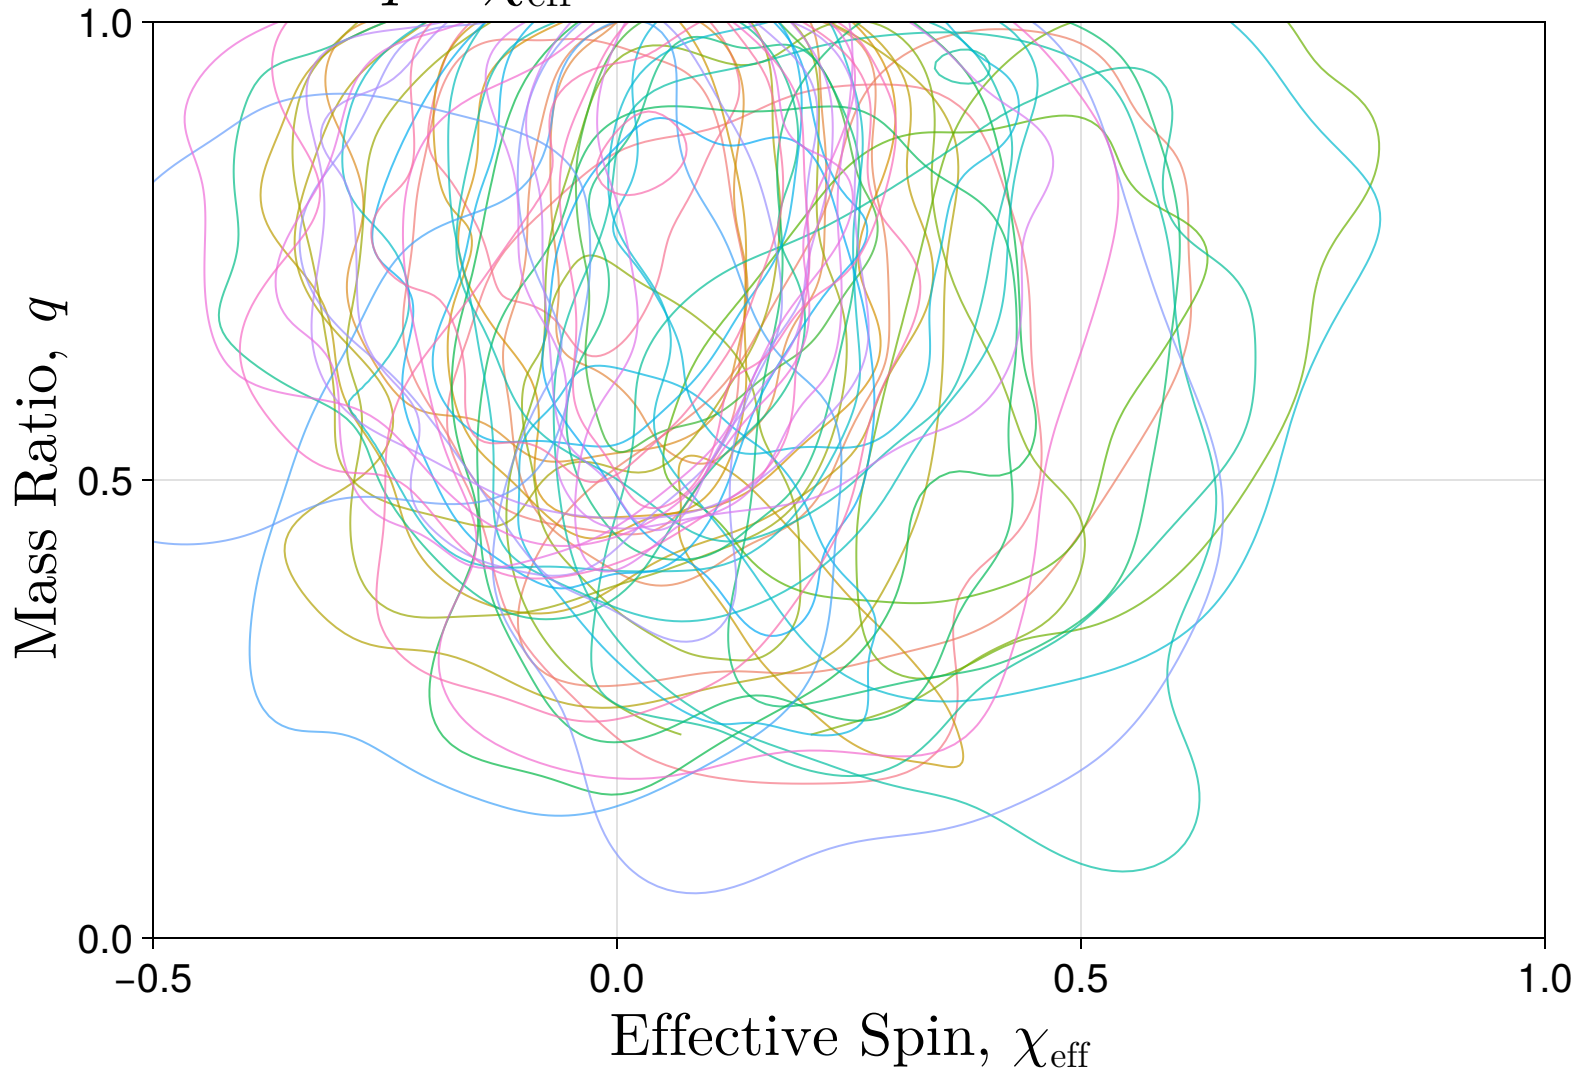 χeff
1.0
0.5
0.0
−0.5 0.0 0.5 1.0
Mass Ratio, q
Effective Spin, χeff